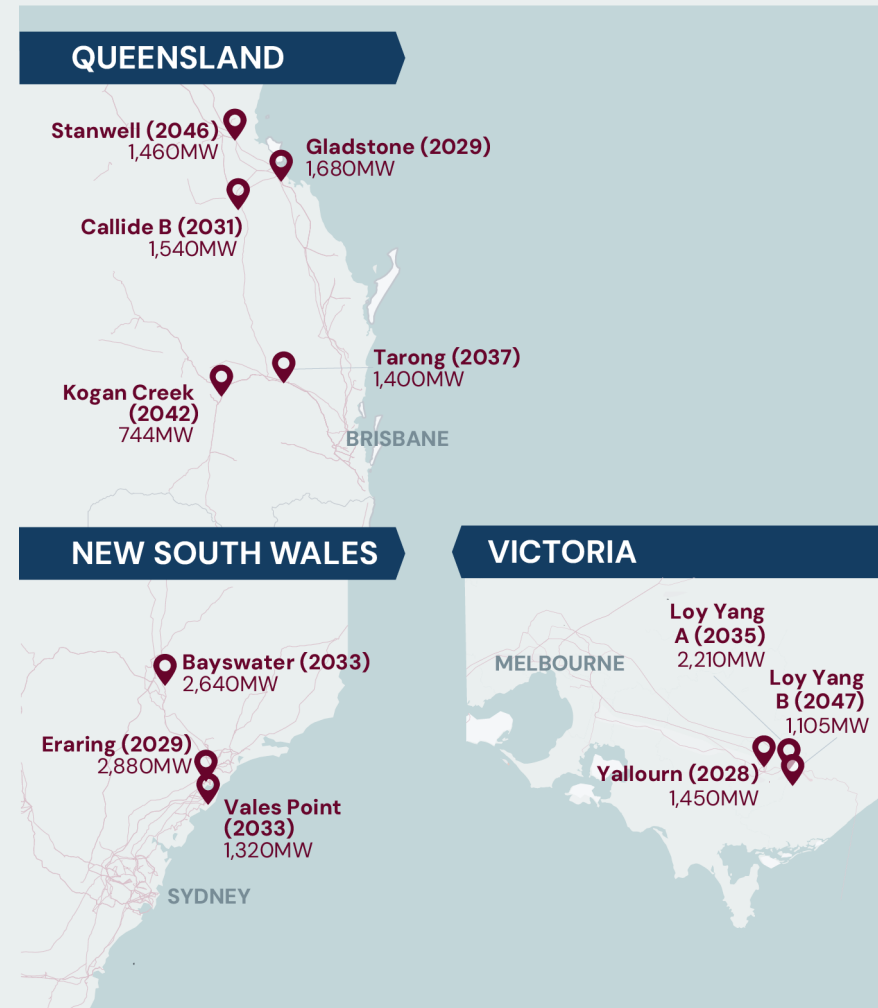 QUEENSLAND
Stanwell (2046)
1,460MW
Gladstone (2029)
1,680MW
Callide B (2031)
1,540MW
Tarong (2037)
1,400MW
Kogan Creek
(2042)
744MW
BRISBANE
NEW SOUTH WALES
Bayswater (2033)
2,640MW
Eraring (2029)
2,880MW
Vales Point
(2033)
1,320MW
SYDNEY
VICTORIA
Loy Yang
A (2035)
2,210MW
MELBOURNE
Loy Yang
B (2047)
1,105MW
Yallourn (2028)
1,450MW